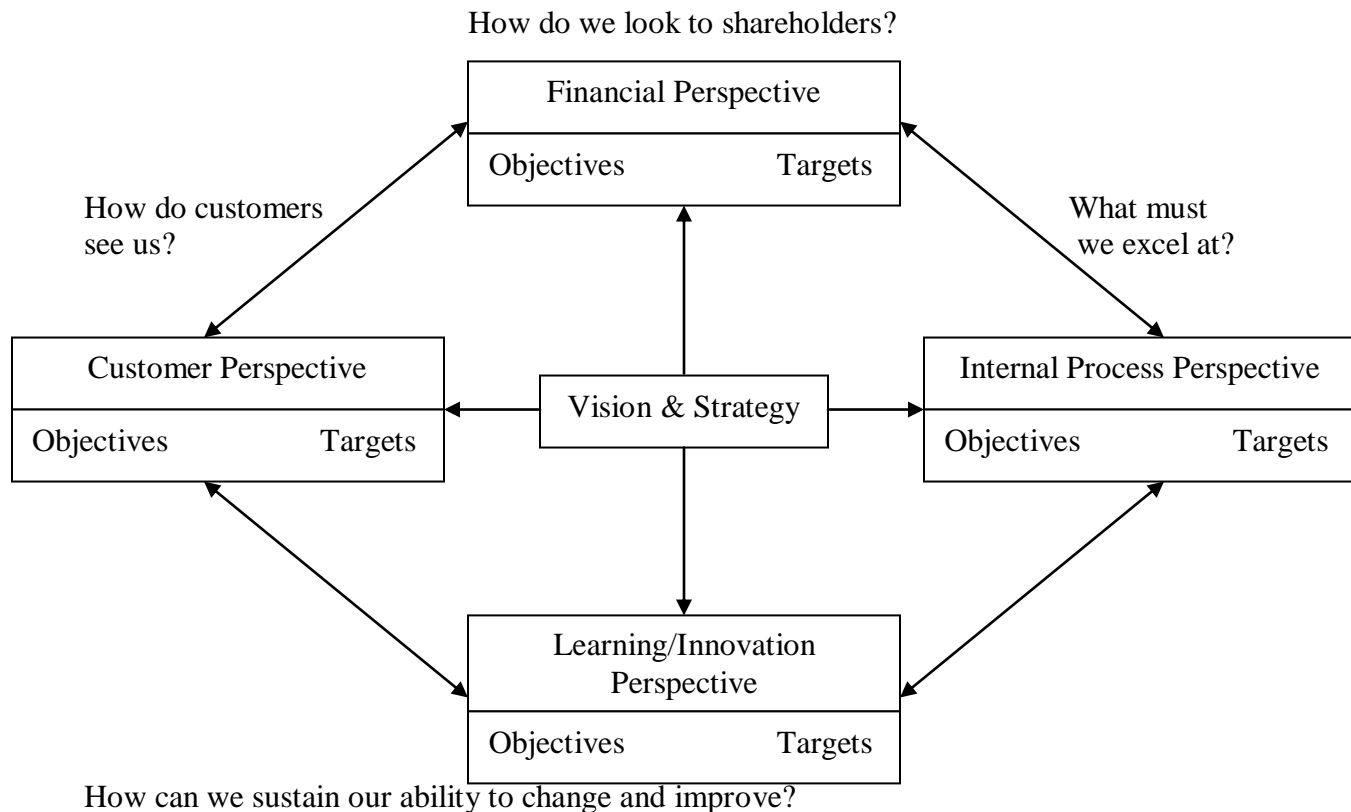 How do we look to shareholders?
Financial Perspective
Objectives Targets
How do customers
see us?
What must
we excel at?
Customer Perspective
Objectives Targets
Vision & Strategy
Internal Process Perspective
Objectives Targets
Learning/Innovation
Perspective
Objectives Targets
How can we sustain our ability to change and improve?